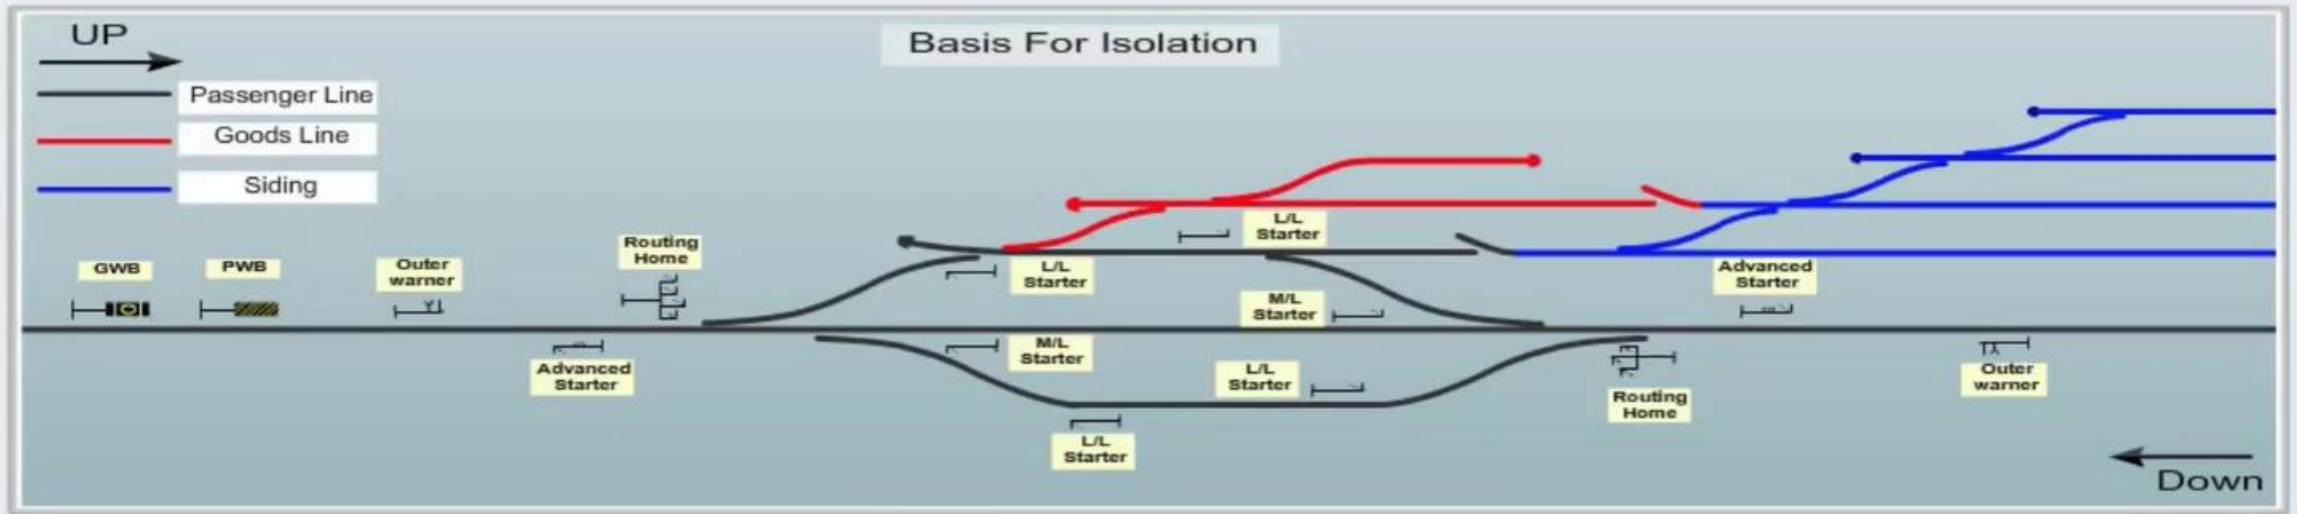 UP
Basis For Isolation
Passenger Line
Goods Line
Siding
GWB
PWB
Outer
warner
Routing
Home
L/L
Starter
L/L
Starter
M/L
Starter
Advanced
Starter
Advanced
Starter
M/L
Starter
L/L
Starter
Routing
Home
Outer
warner
L/L
Starter
Down